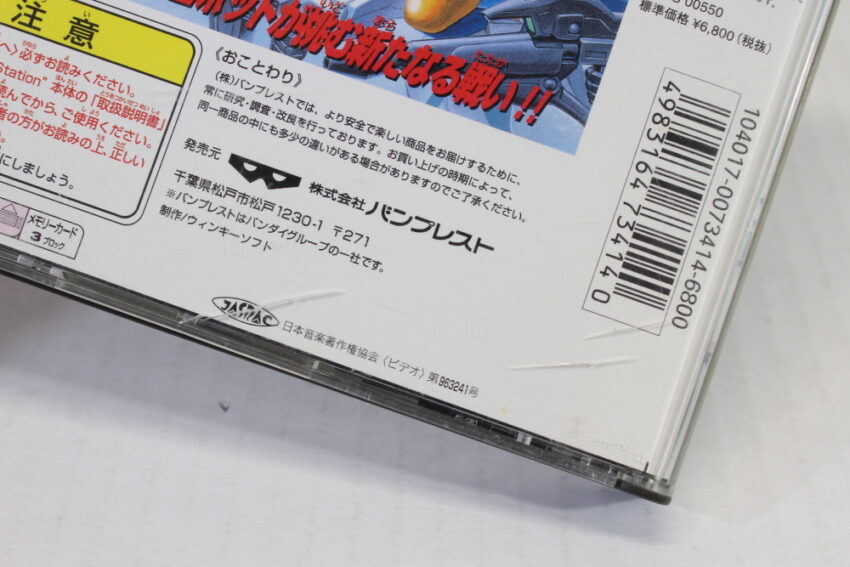 注意
ちゅう い
へ) 必ずお読みください。
Station" 本体の「取扱説明書」
読んでから、ご使用ください。
者の方がお読みの上、正しい
にしましょう。
メモリーカード
3ブロック
ロボットが挑む新たなる戦い!!
《おことわり》
(株)バンプレストでは、より安全で楽しい商品をお届けするために、
常に研究・調査・改良を行っております。お買い上げの時期によって、
同一商品の中にも多少の違いがある場合がありますのでご了承ください。
発売元
株式会社 バンプレスト
千葉県松戸市松戸1230-1 〒271
※バンプレストはバンダイグループの一社です。
制作/ウィンキーソフト
JASRAC
日本音楽著作権協会(ビデオ)第963241号
00550
標準価格 ¥6,800(税抜)
4983164734140
104017-0073414-6800